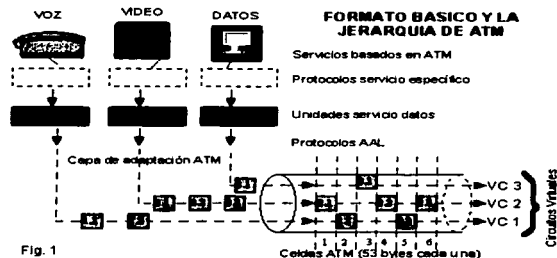 VOZ
VIDEO
DATOS
FORMATO BASICO Y LA
JERARQUIA DE ATM
Servicios basados en ATM
Protocolos servicio específico
Unidades servicio datos
Protocolos AAL
Capa de adaptación ATM
VC 3
VC 2
VC 1
Circuitos Virtuales
1 2 3 4 5 6
Fig. 1
Celdas ATM (53 bytes cada una)